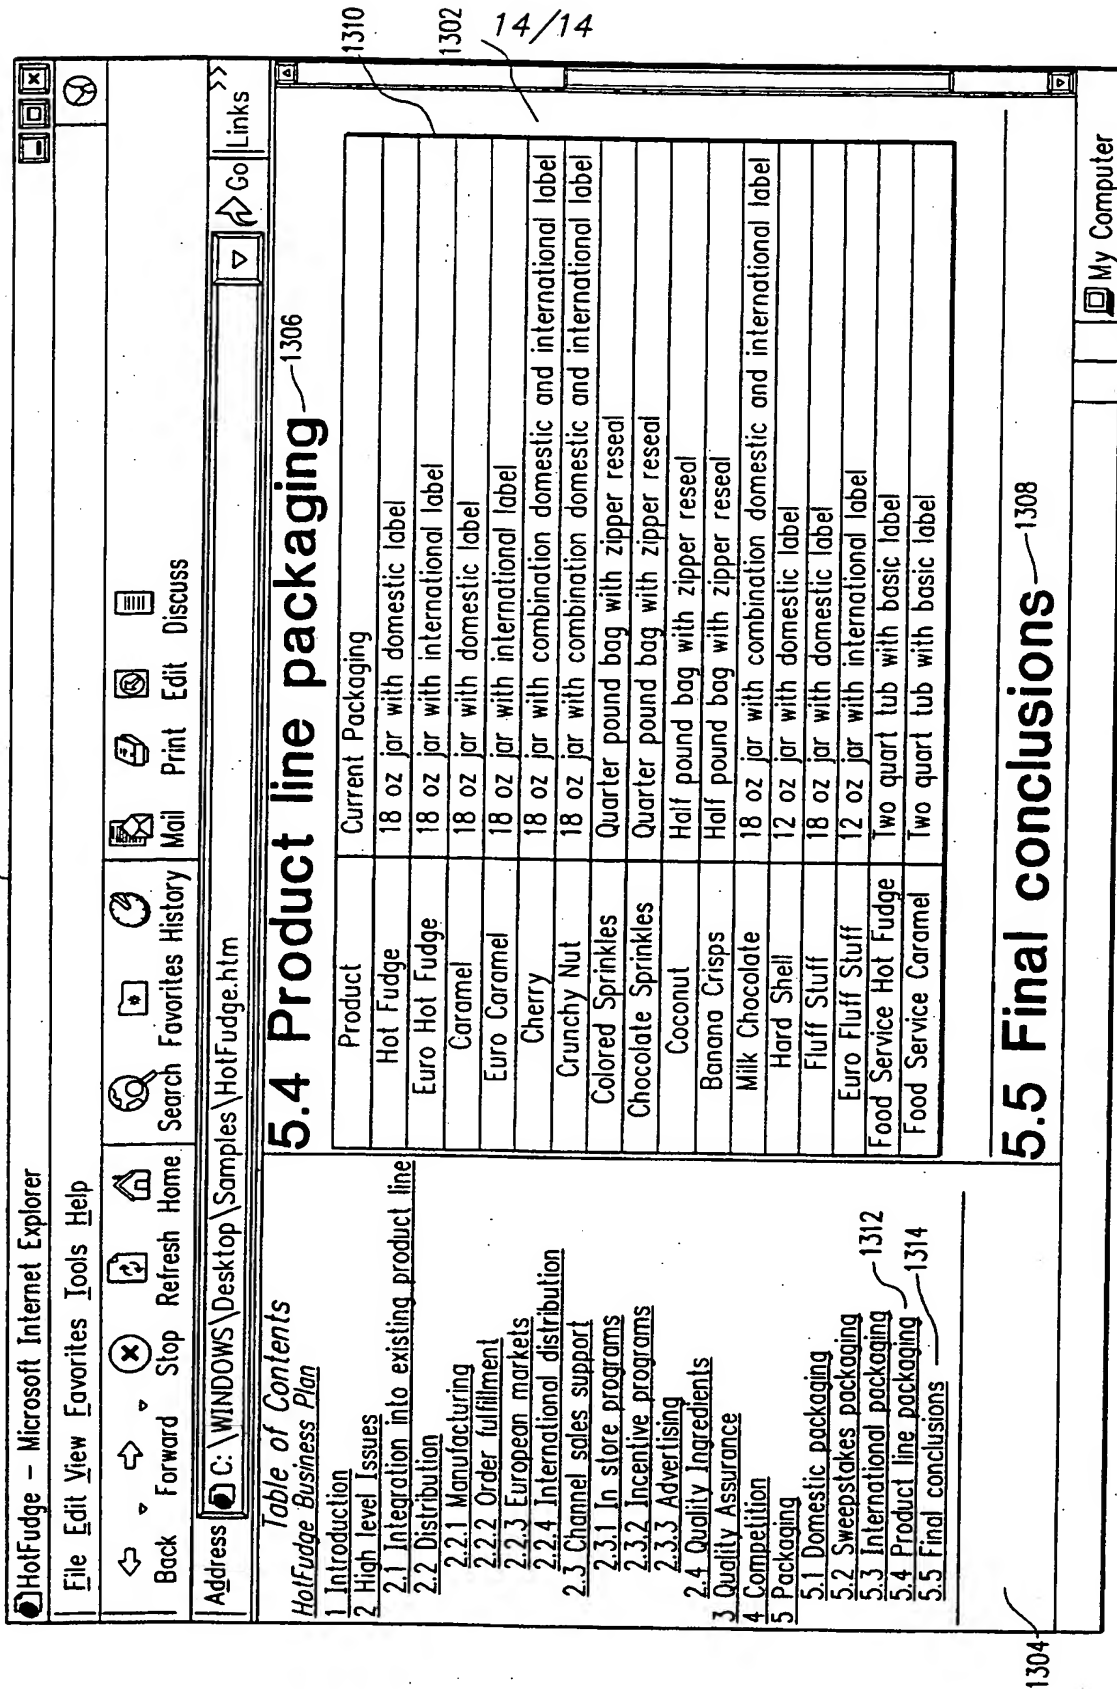 14/14
HotFudge – Microsoft Internet Explorer
File Edit View Favorites Tools Help
Back Forward Stop Refresh Home Search Favorites History Mail Print Edit Discuss
Address C: \WINDOWS\Desktop\Samples\HotFudge.htm Go Links >>
Table of Contents
HotFudge Business Plan
1 Introduction
2 High level Issues
2.1 Integration into existing product line
2.2 Distribution
2.2.1 Manufacturing
2.2.2 Order fulfillment
2.2.3 European markets
2.2.4 International distribution
2.3 Channel sales support
2.3.1 In store programs
2.3.2 Incentive programs
2.3.3 Advertising
2.4 Quality Ingredients
3 Quality Assurance
4 Competition
5 Packaging
5.1 Domestic packaging
5.2 Sweepstakes packaging
5.3 International packaging
5.4 Product line packaging 1312
5.5 Final conclusions 1314
1304
5.4 Product line packaging 1306
1310
1302
Product Current Packaging
Hot Fudge 18 oz jar with domestic label
Euro Hot Fudge 18 oz jar with international label
Caramel 18 oz jar with domestic label
Euro Caramel 18 oz jar with international label
Cherry 18 oz jar with combination domestic and international label
Crunchy Nut 18 oz jar with combination domestic and international label
Colored Sprinkles Quarter pound bag with zipper reseal
Chocolate Sprinkles Quarter pound bag with zipper reseal
Coconut Half pound bag with zipper reseal
Banana Crisps Half pound bag with zipper reseal
Milk Chocolate 18 oz jar with combination domestic and international label
Hard Shell 12 oz jar with domestic label
Fluff Stuff 18 oz jar with domestic label
Euro Fluff Stuff 12 oz jar with international label
Food Service Hot Fudge Two quart tub with basic label
Food Service Caramel Two quart tub with basic label
5.5 Final conclusions 1308
My Computer